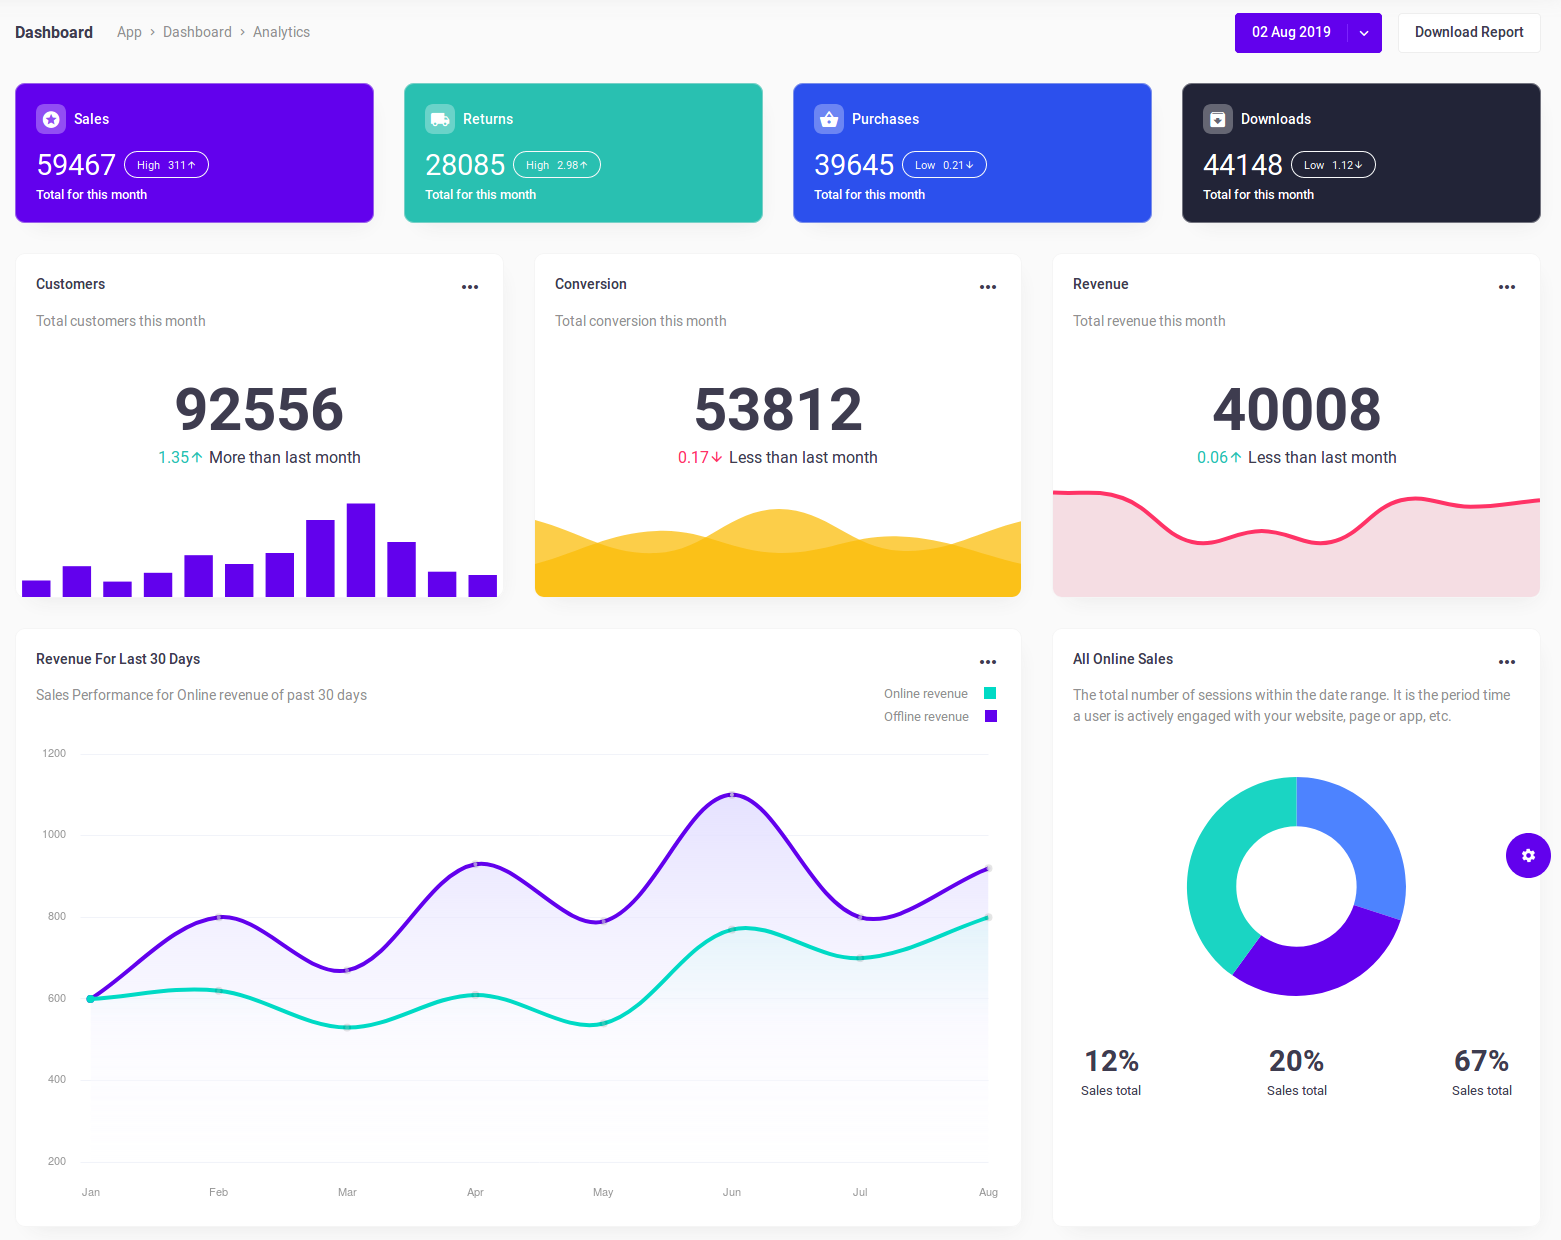 Dashboard App > Dashboard > Analytics 02 Aug 2019 Download Report
Sales
59467 High 311↑
Total for this month
Returns
28085 High 2.98↑
Total for this month
Purchases
39645 Low 0.21↓
Total for this month
Downloads
44148 Low 1.12↓
Total for this month
Customers
Total customers this month
92556
1.35↑ More than last month
Conversion
Total conversion this month
53812
0.17↓ Less than last month
Revenue
Total revenue this month
40008
0.06↑ Less than last month
Revenue For Last 30 Days
Sales Performance for Online revenue of past 30 days
Online revenue
Offline revenue
1200
1000
800
600
400
200
Jan Feb Mar Apr May Jun Jul Aug
All Online Sales
The total number of sessions within the date range. It is the period time
a user is actively engaged with your website, page or app, etc.
12% 20% 67%
Sales total Sales total Sales total